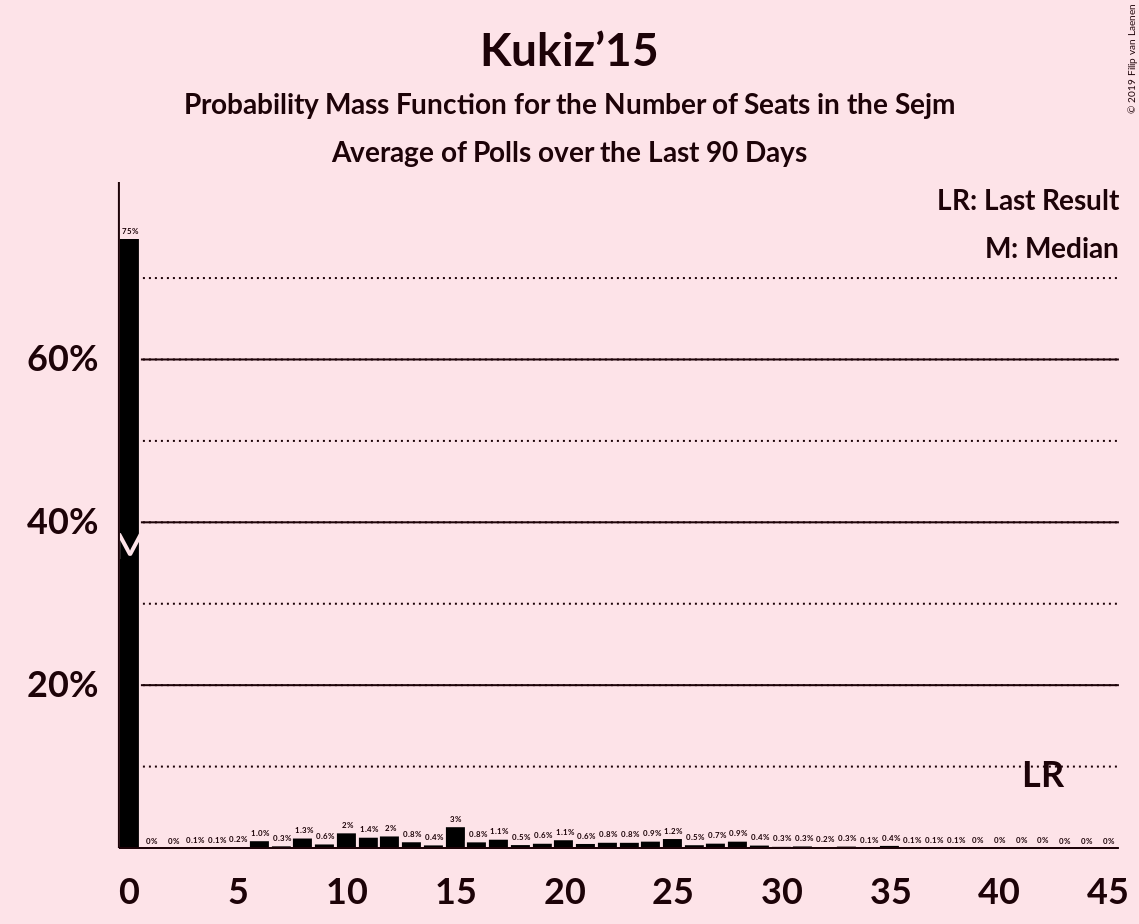 Kukiz’15
Probability Mass Function for the Number of Seats in the Sejm
Average of Polls over the Last 90 Days
© 2019 Filip van Laenen
LR: Last Result
M: Median
75%
60%
40%
20%
LR
0% 0% 0.1% 0.1% 0.2% 1.0% 0.3% 1.3% 0.6% 2% 1.4% 2% 0.8% 0.4% 3% 0.8% 1.1% 0.5% 0.6% 1.1% 0.6% 0.8% 0.8% 0.9% 1.2% 0.5% 0.7% 0.9% 0.4% 0.3% 0.3% 0.2% 0.3% 0.1% 0.4% 0.1% 0.1% 0.1% 0% 0% 0% 0% 0% 0% 0%
0 5 10 15 20 25 30 35 40 45